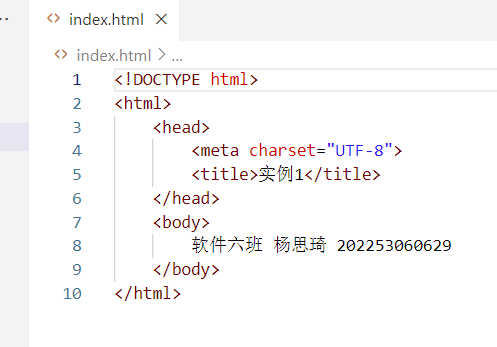 index.html
index.html > ...
1 <!DOCTYPE html>
2 <html>
3 <head>
4 <meta charset="UTF-8">
5 <title>实例1</title>
6 </head>
7 <body>
8 软件六班 杨思琦 202253060629
9 </body>
10 </html>